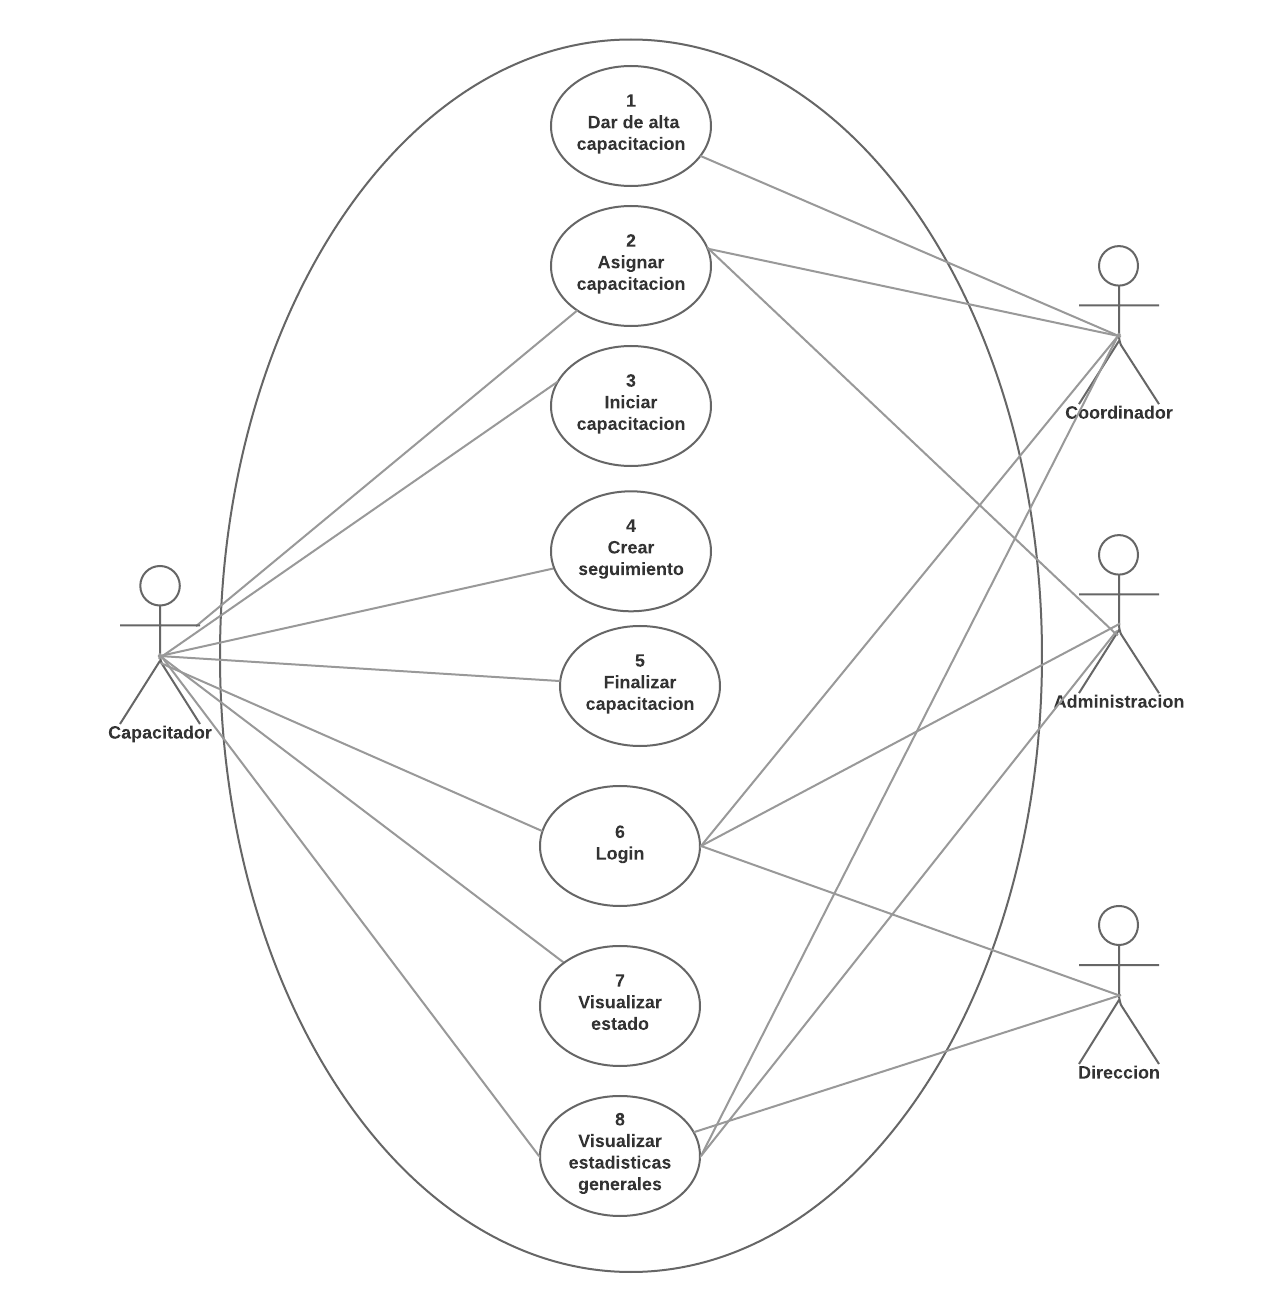 1
Dar de alta
capacitacion
2
Asignar
capacitacion
3
Iniciar
capacitacion
Coordinador
4
Crear
seguimiento
5
Finalizar
capacitacion
Administracion
Capacitador
6
Login
7
Visualizar
estado
Direccion
8
Visualizar
estadisticas
generales